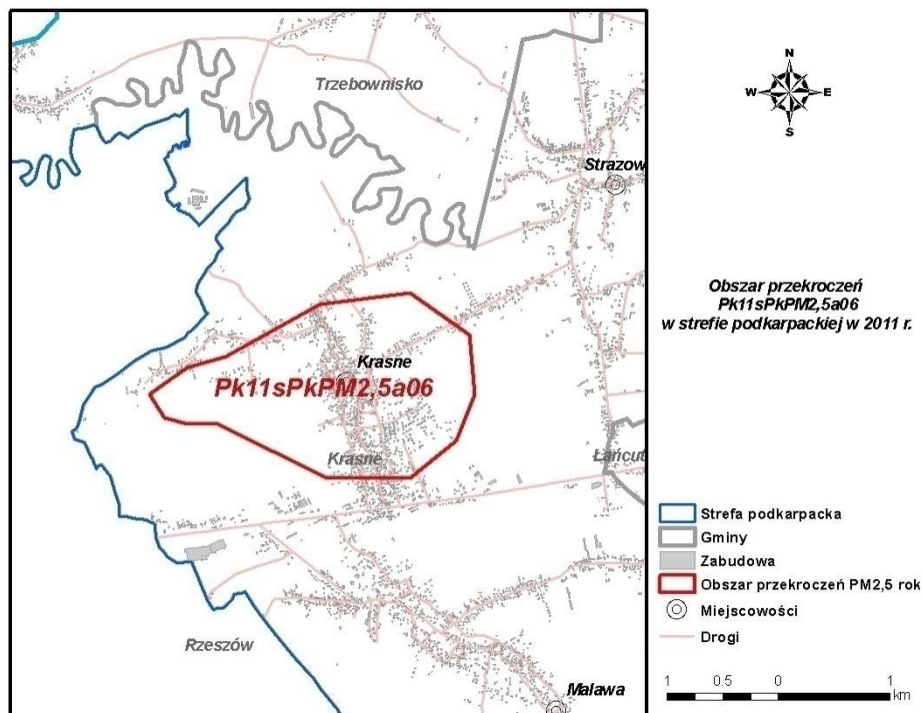 Trzebownisko
Strazow
Krasne
Pk11sPkPM2,5a06
Krasne
Łańcut
Rzeszów
Malawa
N
W
E
S
Obszar przekroczeń
Pk11sPkPM2,5a06
w strefie podkarpackiej w 2011 r.
Strefa podkarpacka
Gminy
Zabudowa
Obszar przekroczeń PM2,5 rok
Miejscowości
Drogi
1 0.5 0 1
km